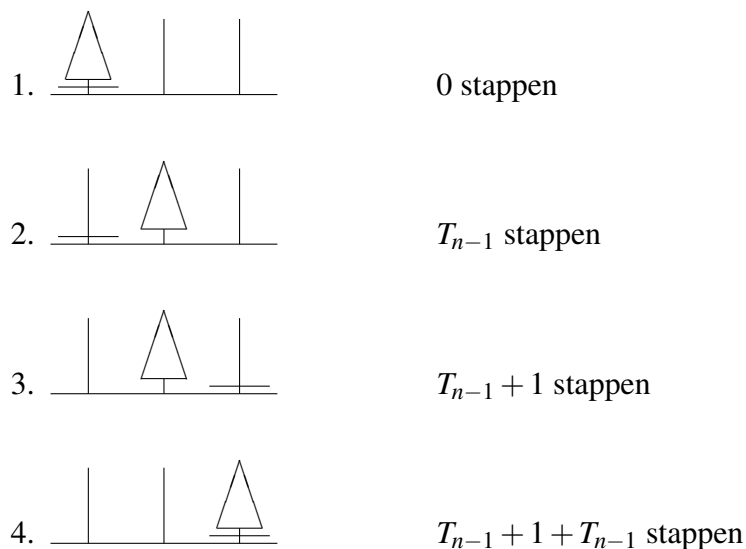 1. 0 stappen
2. $T_{n-1}$ stappen
3. $T_{n-1} + 1$ stappen
4. $T_{n-1} + 1 + T_{n-1}$ stappen